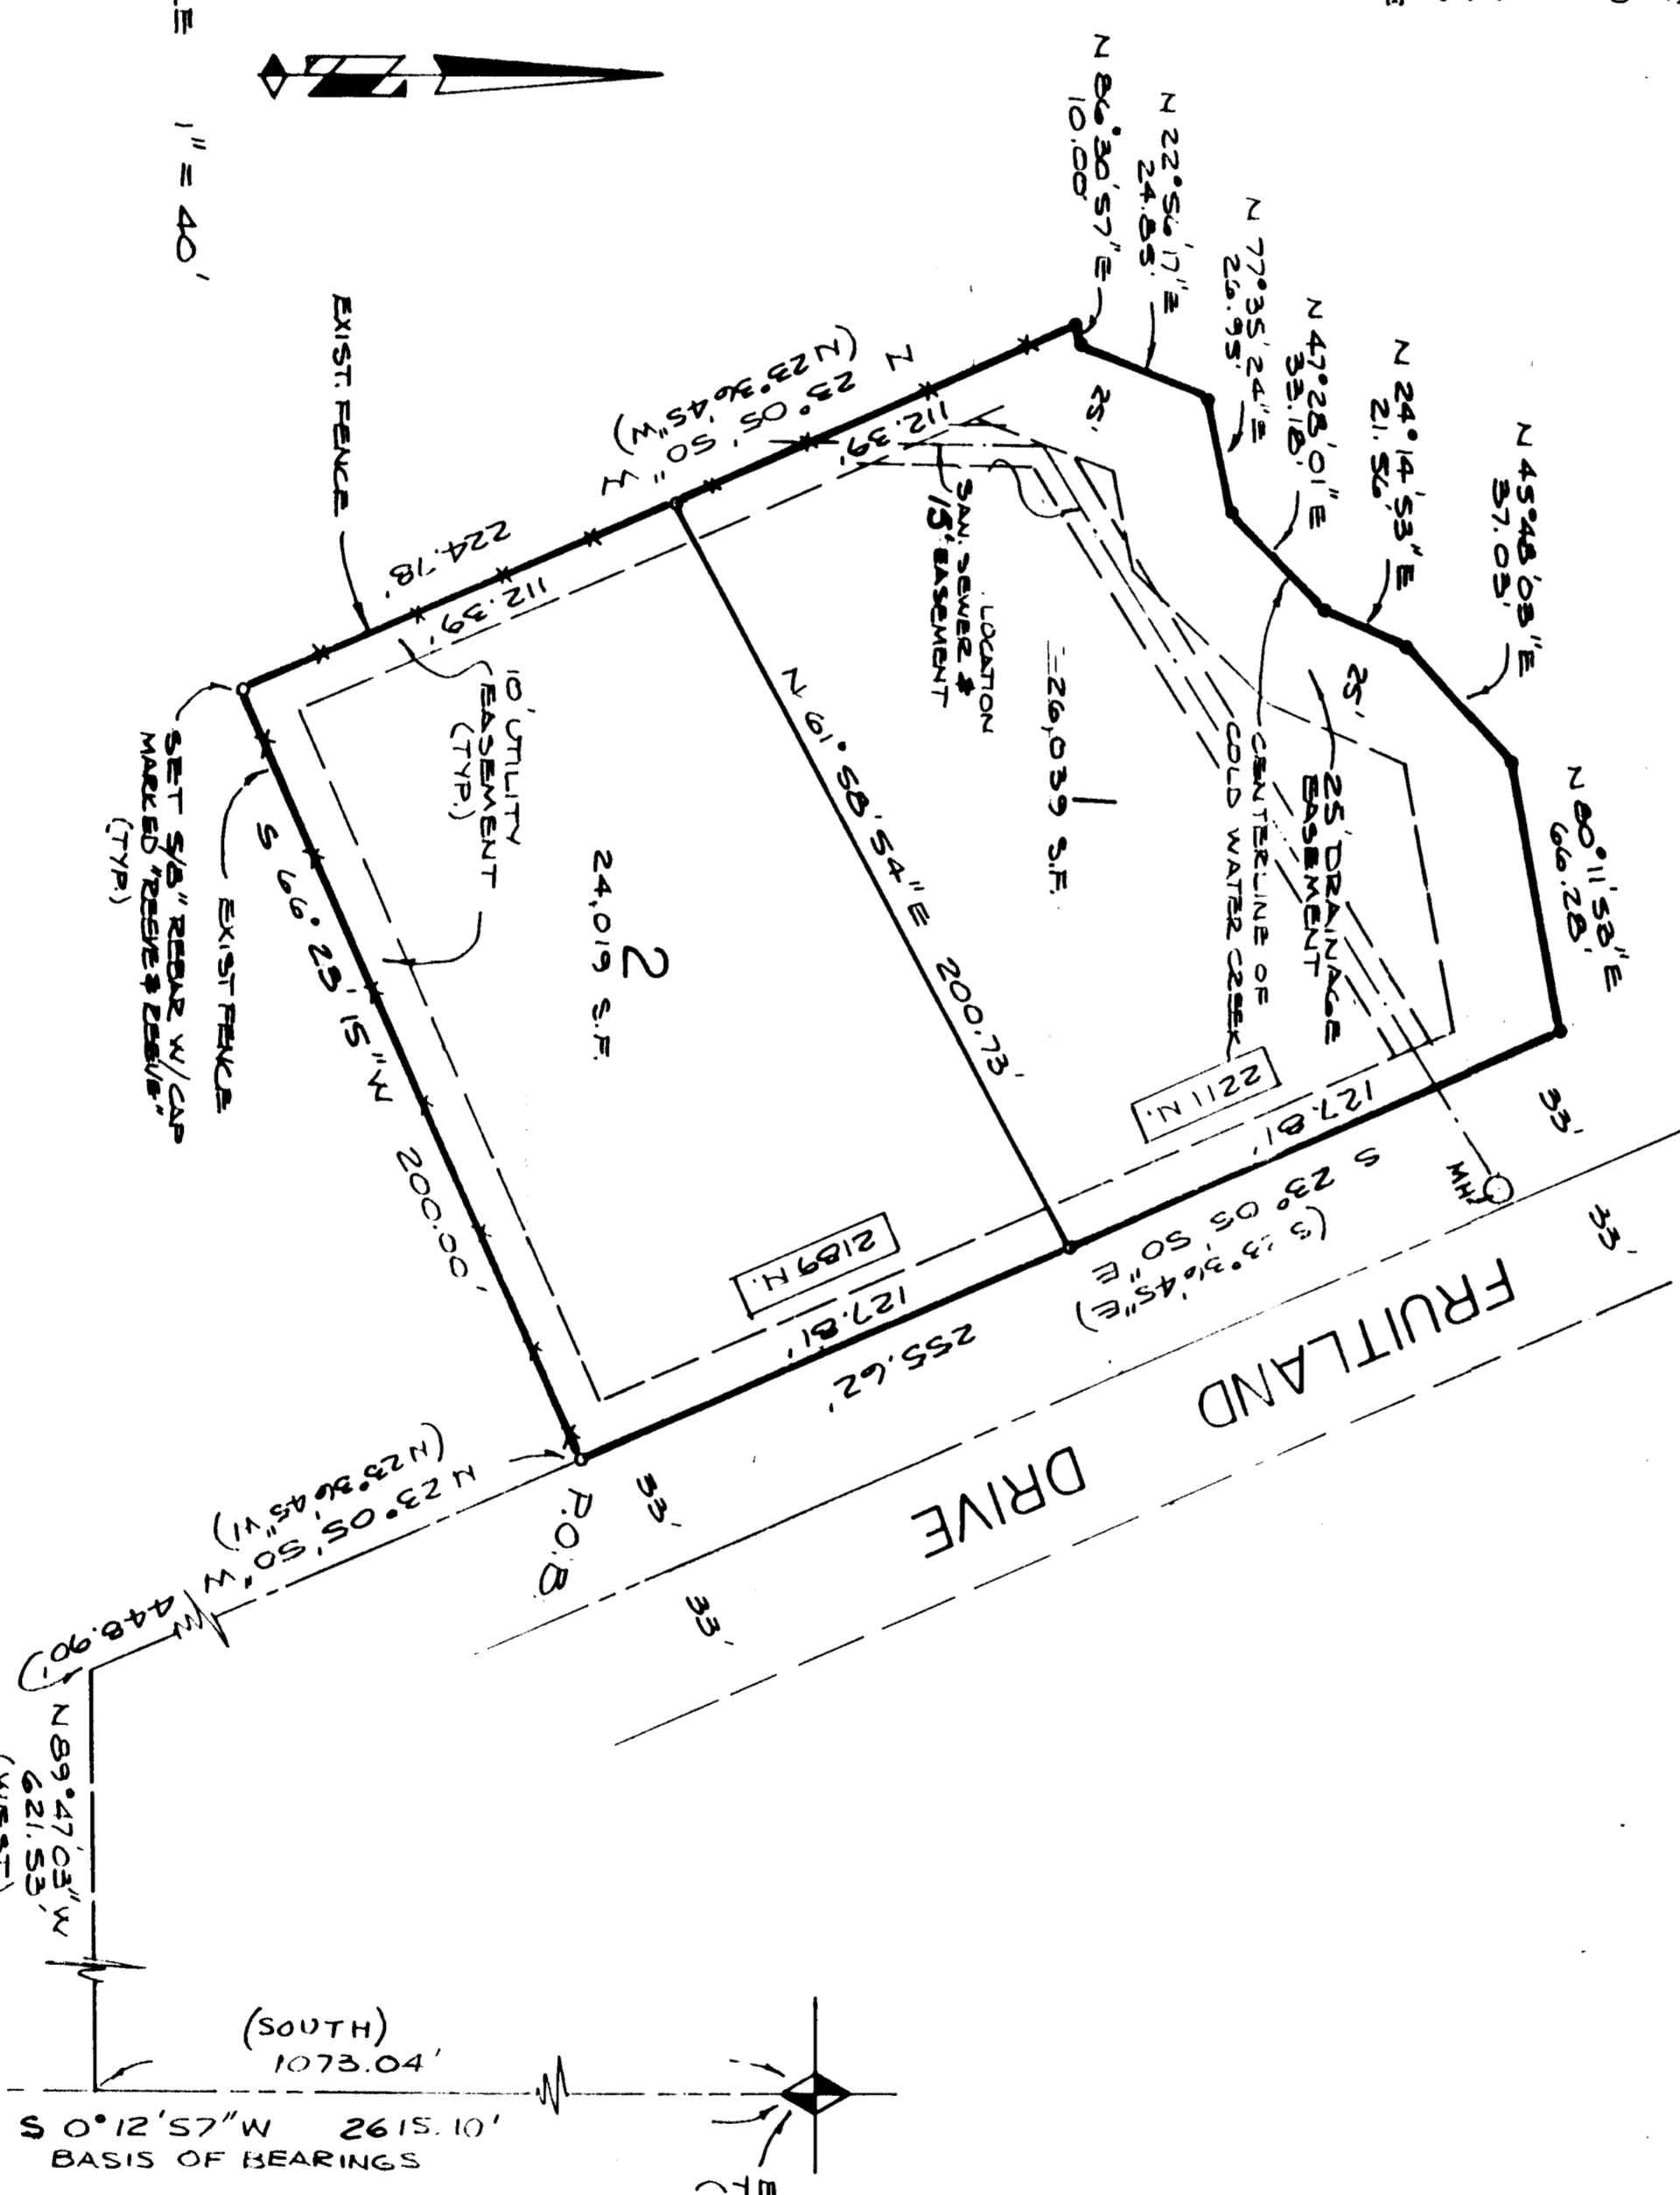 1" = 40'
N 86°30'57"E
10.00'
N 22°56'17"E
24.85'
N 77°35'24"E
26.95'
N 47°28'01"E
33.18'
N 24°14'53"E
21.56'
N 45°48'03"E
37.05'
N 80°11'53"E
66.28'
25'
25'
N 23°05'50" W
(N 23°36'45"W)
112.39'
224.78'
112.39'
EXIST. FENCE
LOCATION
SAN. SEWER &
15' EASEMENT
1
26,039 S.F.
25' DRAINAGE
EASEMENT
CENTERLINE OF
COLD WATER CREEK
N 61°58'54"E 200.73'
10' UTILITY
EASEMENT
(TYP.)
2
24,019 S.F.
SET 5/8" REBAR W/CAP
MARKED
(TYP.)
EXIST FENCE
S 66°23'15"W 200.00'
2211 N.
127.81'
2189 N.
127.81'
S 23°05'50"E
(S 23°36'45"E)
255.62'
MH
33'
33'
FRUITLAND DRIVE
33'
33'
P.O.B.
N 23°05'50" W
(N 23°36'45"W)
448.90'
N 89°47'03"W
621.53'
(WEST)
(SOUTH)
1073.04'
S 0°12'57"W 2615.10'
BASIS OF BEARINGS